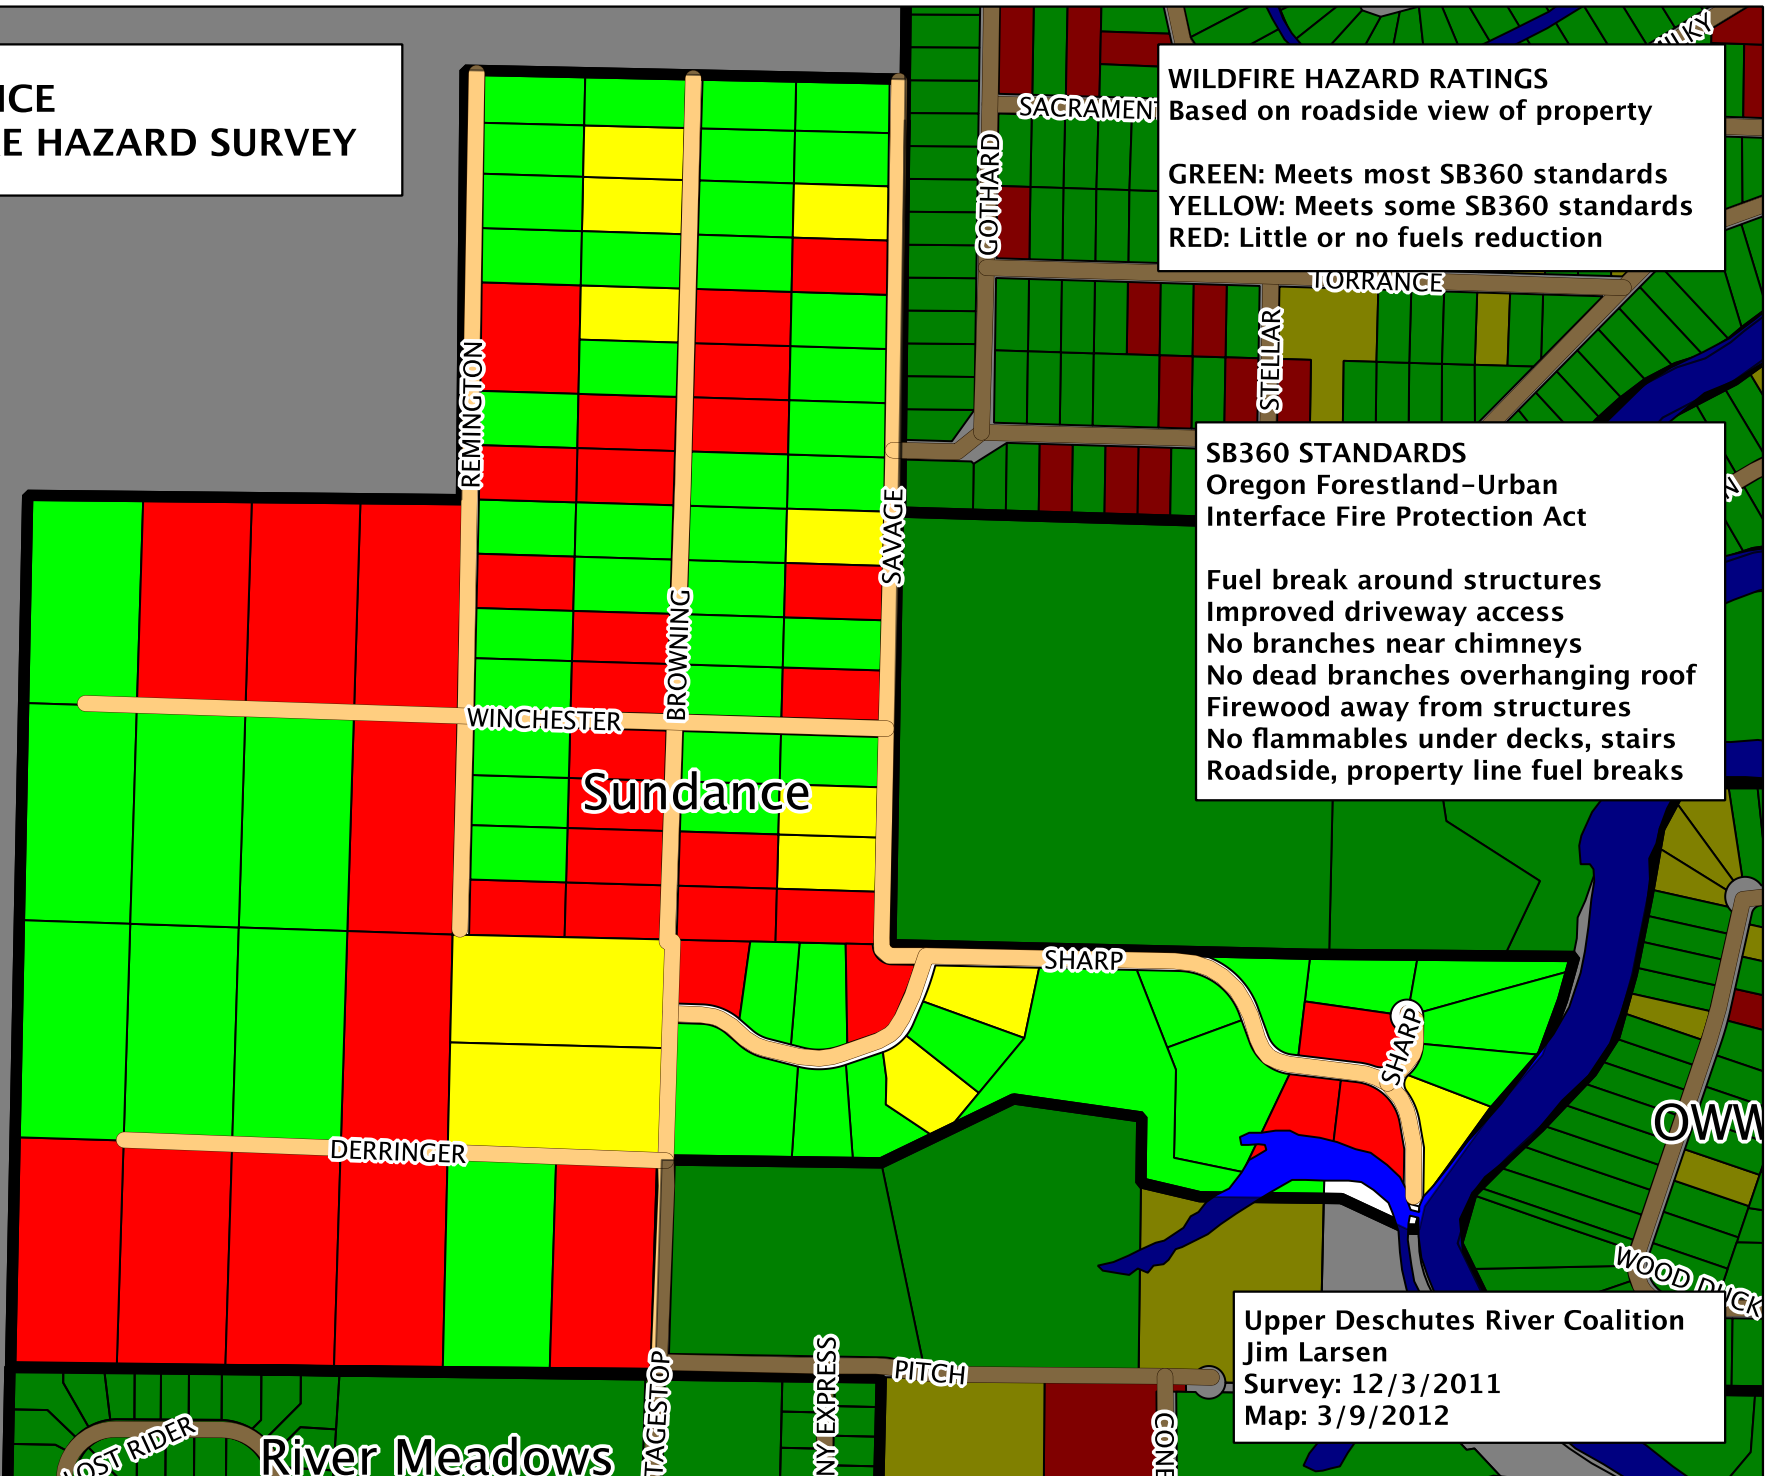 ICE
E HAZARD SURVEY
WILDFIRE HAZARD RATINGS
Based on roadside view of property
GREEN: Meets most SB360 standards
YELLOW: Meets some SB360 standards
RED: Little or no fuels reduction
SACRAMENT
GOTHARD
TORRANCE
STELLAR
REMINGTON
SAVAGE
BROWNING
WINCHESTER
Sundance
SB360 STANDARDS
Oregon Forestland-Urban
Interface Fire Protection Act
Fuel break around structures
Improved driveway access
No branches near chimneys
No dead branches overhanging roof
Firewood away from structures
No flammables under decks, stairs
Roadside, property line fuel breaks
SHARP
SHARP
DERRINGER
OWW
WOOD DUCK
Upper Deschutes River Coalition
Jim Larsen
Survey: 12/3/2011
Map: 3/9/2012
PITCH
TAGESTOP
NY EXPRESS
CONE
LOST RIDER
River Meadows